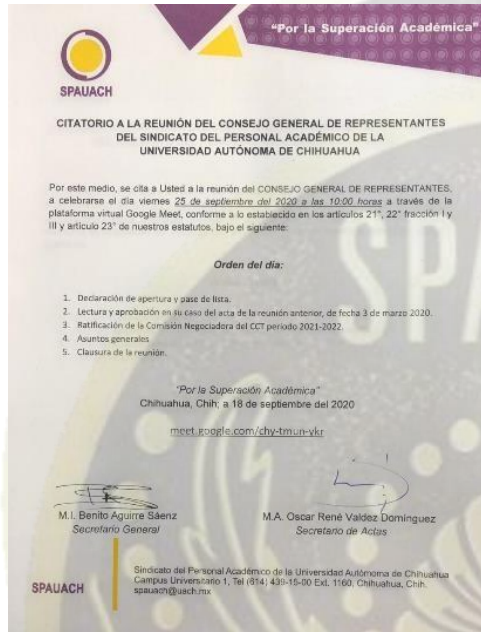 "Por la Superación Académica"
SPAUACH
CITATORIO A LA REUNIÓN DEL CONSEJO GENERAL DE REPRESENTANTES
DEL SINDICATO DEL PERSONAL ACADÉMICO DE LA
UNIVERSIDAD AUTÓNOMA DE CHIHUAHUA
Por este medio, se cita a Usted a la reunión del CONSEJO GENERAL DE REPRESENTANTES,
a celebrarse el día viernes 25 de septiembre del 2020 a las 10:00 horas a través de la
plataforma virtual Google Meet, conforme a lo establecido en los artículos 21°, 22° fracción I y
III y artículo 23° de nuestros estatutos, bajo el siguiente:
Orden del día:
1. Declaración de apertura y pase de lista.
2. Lectura y aprobación en su caso del acta de la reunión anterior, de fecha 3 de marzo 2020.
3. Ratificación de la Comisión Negociadora del CCT periodo 2021-2022.
4. Asuntos generales
5. Clausura de la reunión.
"Por la Superación Académica"
Chihuahua, Chih; a 18 de septiembre del 2020
meet.google.com/chy-tmun-vkr
M.I. Benito Aguirre Sáenz
Secretario General
M.A. Oscar René Valdez Domínguez
Secretario de Actas
SPAUACH
Sindicato del Personal Académico de la Universidad Autónoma de Chihuahua
Campus Universitario 1, Tel (614) 439-15-00 Ext. 1160, Chihuahua, Chih.
spauach@uach.mx
SPA